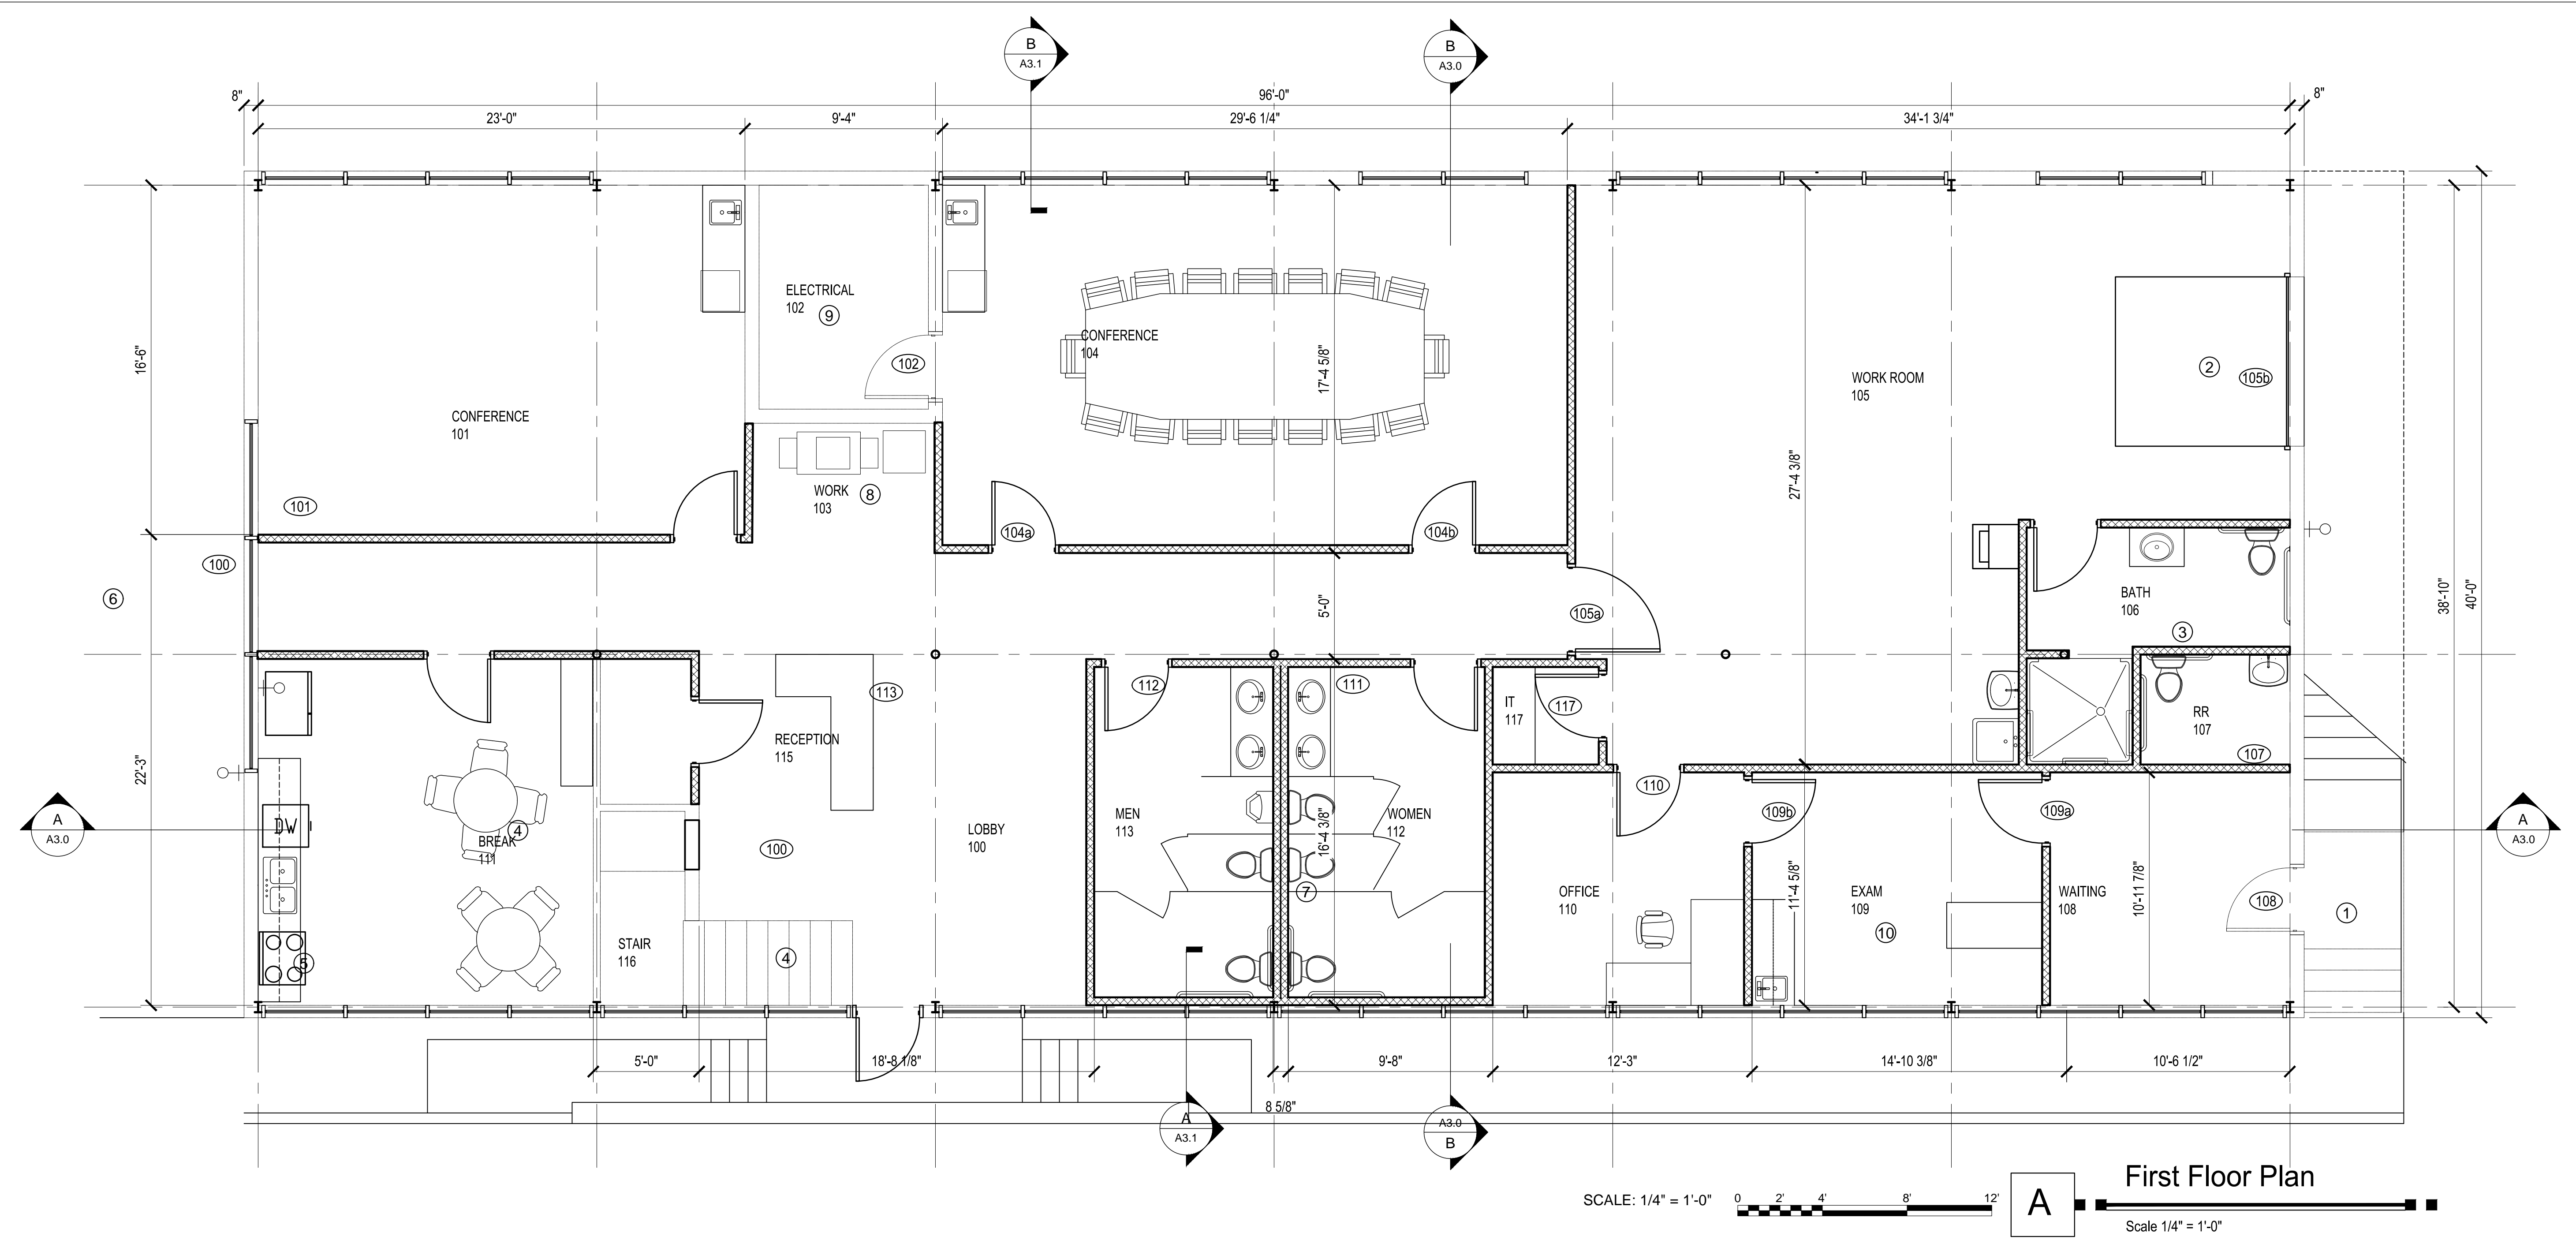 B
A3.1
B
A3.0
8"
96'-0"
8"
23'-0"
9'-4"
29'-6 1/4"
34'-1 3/4"
ELECTRICAL
102
9
CONFERENCE
104
102
16'-6"
17'-4 5/8"
WORK ROOM
105
2
105b
CONFERENCE
101
27'-4 3/8"
WORK
103
8
101
104a
104b
100
6
5'-0"
105a
BATH
106
3
38'-10"
40'-0"
112
111
113
IT
117
117
RR
107
107
RECEPTION
115
22'-3"
110
109b
109a
A
A3.0
DW
BREAK
111
4
100
LOBBY
100
MEN
113
16'-4 3/8"
WOMEN
112
A
A3.0
7
OFFICE
110
11'-4 5/8"
EXAM
109
10
WAITING
108
10'-11 7/8"
108
1
STAIR
116
4
5
5'-0"
18'-8 1/8"
9'-8"
12'-3"
14'-10 3/8"
10'-6 1/2"
8 5/8"
A
A3.1
A3.0
B
SCALE: 1/4" = 1'-0"
0 2' 4' 8' 12'
A
First Floor Plan
Scale 1/4" = 1'-0"